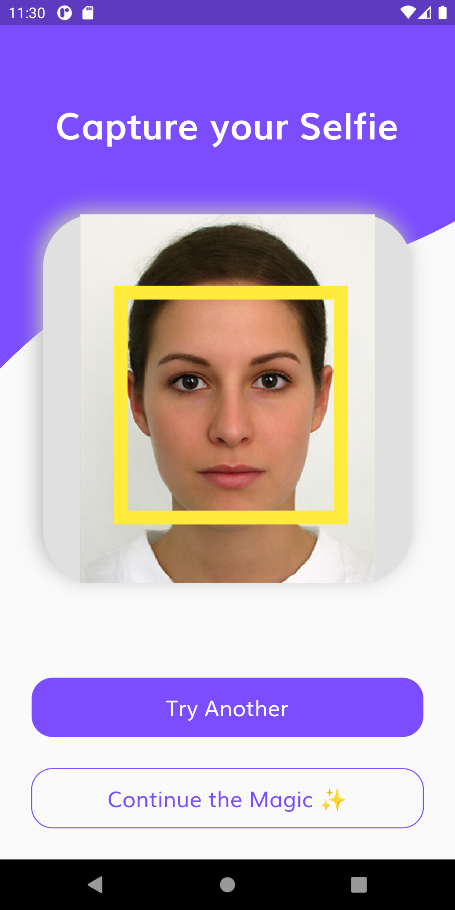 11:30
Capture your Selfie
Try Another
Continue the Magic ✨